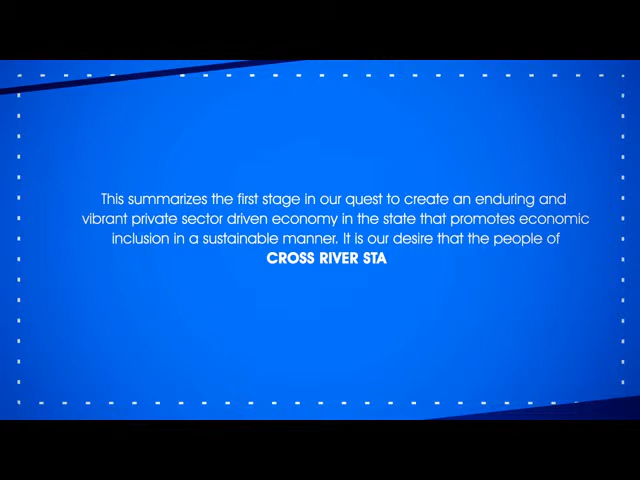 This summarizes the first stage in our quest to create an enduring and
vibrant private sector driven economy in the state that promotes economic
inclusion in a sustainable manner. It is our desire that the people of
CROSS RIVER STA